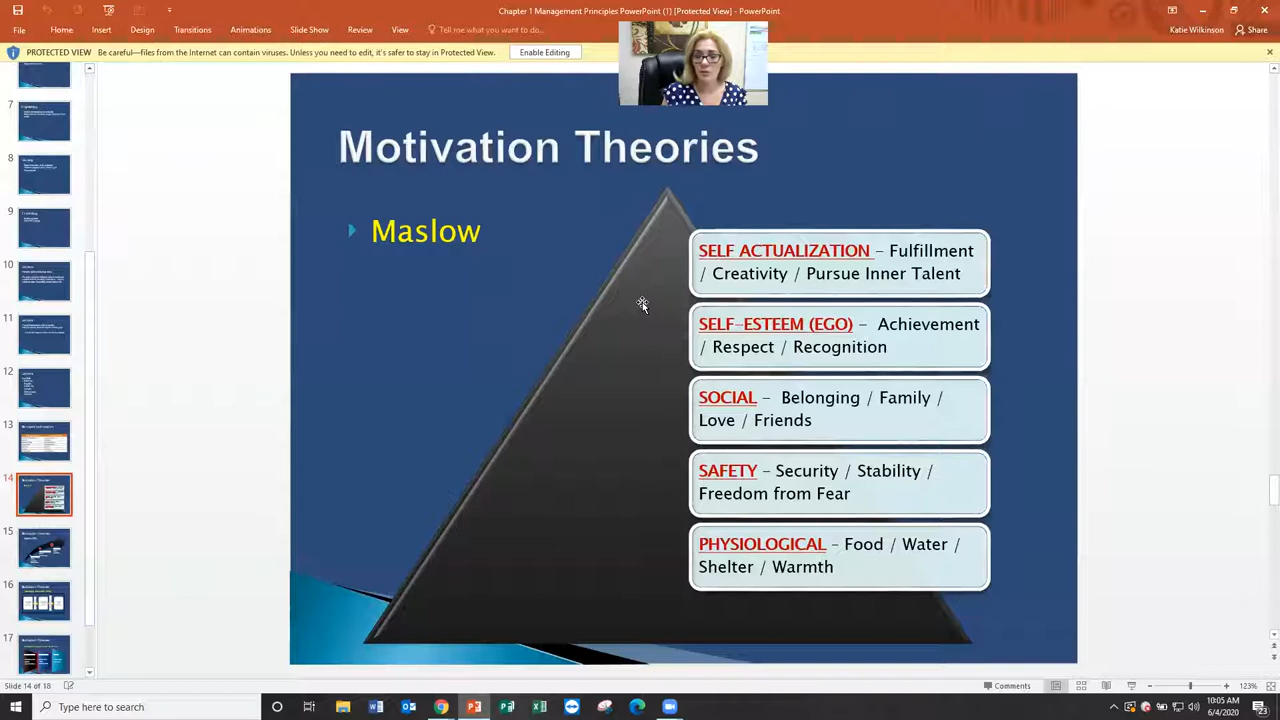 Chapter 1 Management Principles PowerPoint (1) [Protected View] - PowerPoint
File Home Insert Design Transitions Animations Slide Show Review View Tell me what you want to do... Katie Wilkinson Share
PROTECTED VIEW Be careful—files from the Internet can contain viruses. Unless you need to edit, it's safer to stay in Protected View. Enable Editing
7
8
9
11
12
15
16
17
Motivation Theories
Maslow
SELF ACTUALIZATION – Fulfillment
/ Creativity / Pursue Inner Talent
SELF-ESTEEM (ECO) – Achievement
/ Respect / Recognition
SOCIAL – Belonging / Family /
Love / Friends
SAFETY – Security / Stability /
Freedom from Fear
PHYSIOLOGICAL – Food / Water /
Shelter / Warmth
Slide 14 of 18 Comments 123%
Type here to search
10:05 AM
6/4/2020